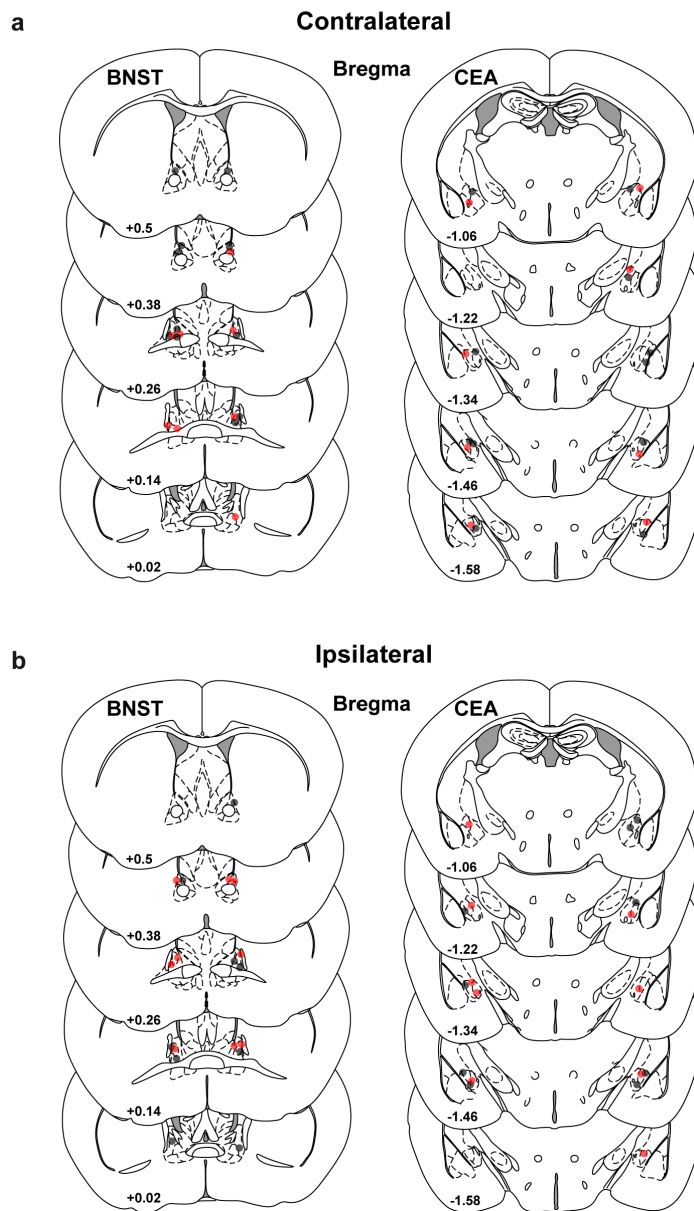 a
Contralateral
BNST
Bregma
CEA
+0.5
-1.06
+0.38
-1.22
+0.26
-1.34
+0.14
-1.46
+0.02
-1.58
b
Ipsilateral
BNST
Bregma
CEA
+0.5
-1.06
+0.38
-1.22
+0.26
-1.34
+0.14
-1.46
+0.02
-1.58